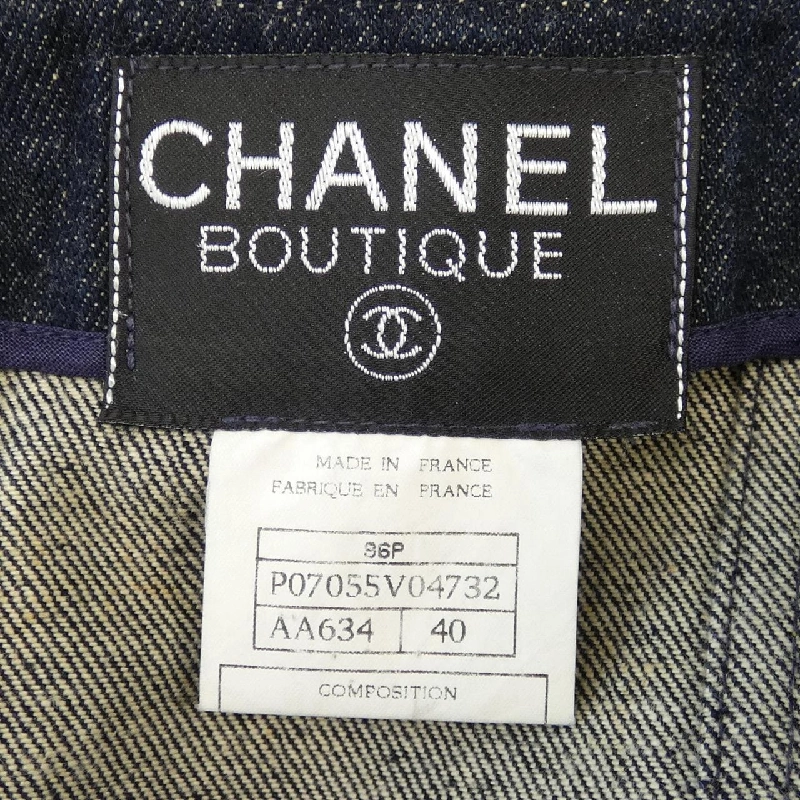 CHANEL
BOUTIQUE
MADE IN FRANCE
FABRIQUE EN FRANCE
96P
P07055V04732
AA634 40
COMPOSITION